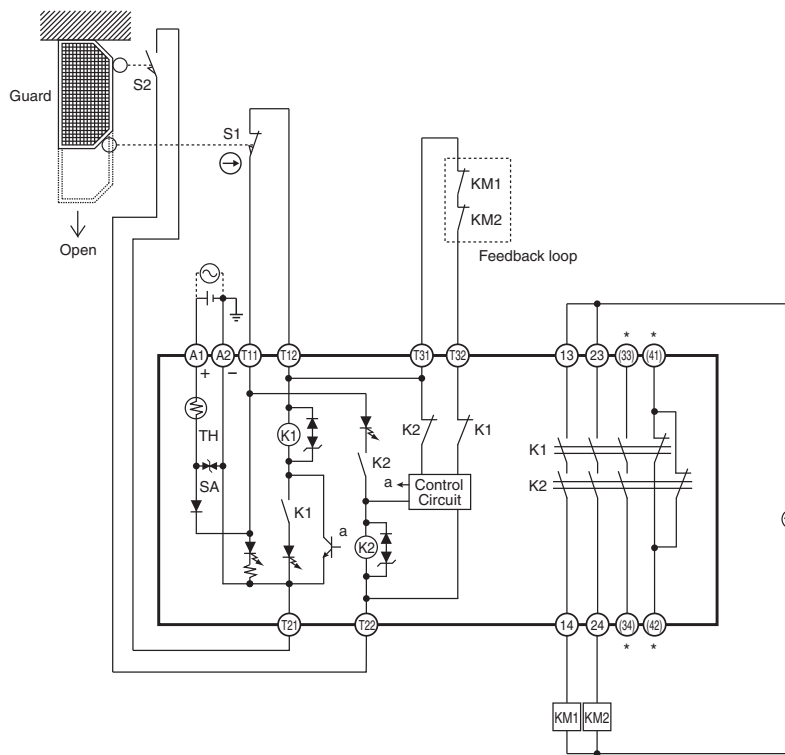 Guard
S2
S1
Open
KM1
KM2
Feedback loop
* *
A1 A2 T11 T12 T31 T32 13 23 (33) (41)
+ −
TH
SA
K1
K2
K2
K1
K1
a
a
Control
Circuit
K2
K1
K2
T21 T22 14 24 (34) (42)
* *
KM1 KM2